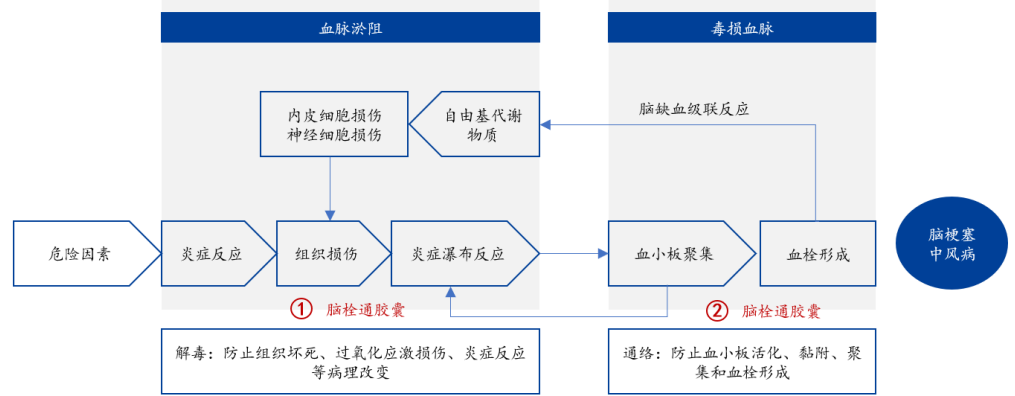 血脉淤阻
毒损血脉
内皮细胞损伤
神经细胞损伤
自由基代谢
物质
脑缺血级联反应
危险因素
炎症反应
组织损伤
炎症瀑布反应
血小板聚集
血栓形成
脑梗塞
中风病
① 脑栓通胶囊
② 脑栓通胶囊
解毒：防止组织坏死、过氧化应激损伤、炎症反应
等病理改变
通络：防止血小板活化、黏附、聚
集和血栓形成